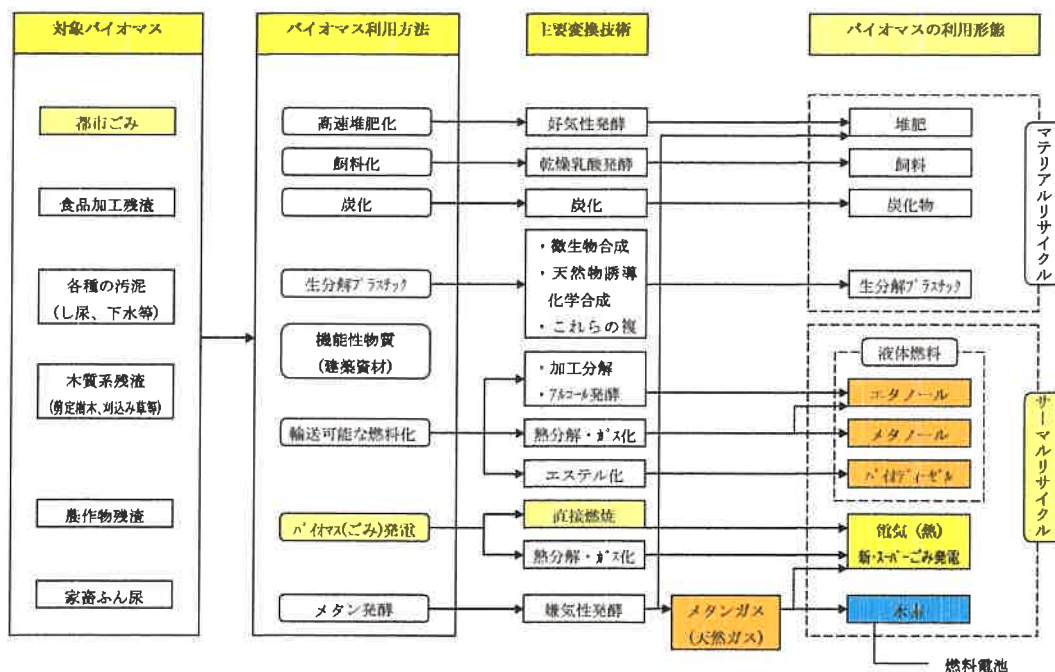 対象バイオマス
バイオマス利用方法
主要変換技術
バイオマスの利用形態
都市ごみ
高速堆肥化
好気性発酵
堆肥
飼料化
乾燥乳酸発酵
飼料
食品加工残渣
炭化
炭化
炭化物
マテリアルリサイクル
各種の汚泥
(し尿、下水等)
生分解プラスチック
・微生物合成
・天然物誘導
化学合成
・これらの複
生分解プラスチック
機能性物質
(建築資材)
木質系残渣
(剪定樹木、刈込み草等)
・加工分解
・アルコール発酵
液体燃料
エタノール
輸送可能な燃料化
熱分解・ガス化
メタノール
エステル化
バイオディーゼル
サーマルリサイクル
農作物残渣
バイオマス(ごみ)発電
直接燃焼
電気(熱)
新・スーパーごみ発電
熱分解・ガス化
家畜ふん尿
メタン発酵
嫌気性発酵
メタンガス
(天然ガス)
水素
燃料電池